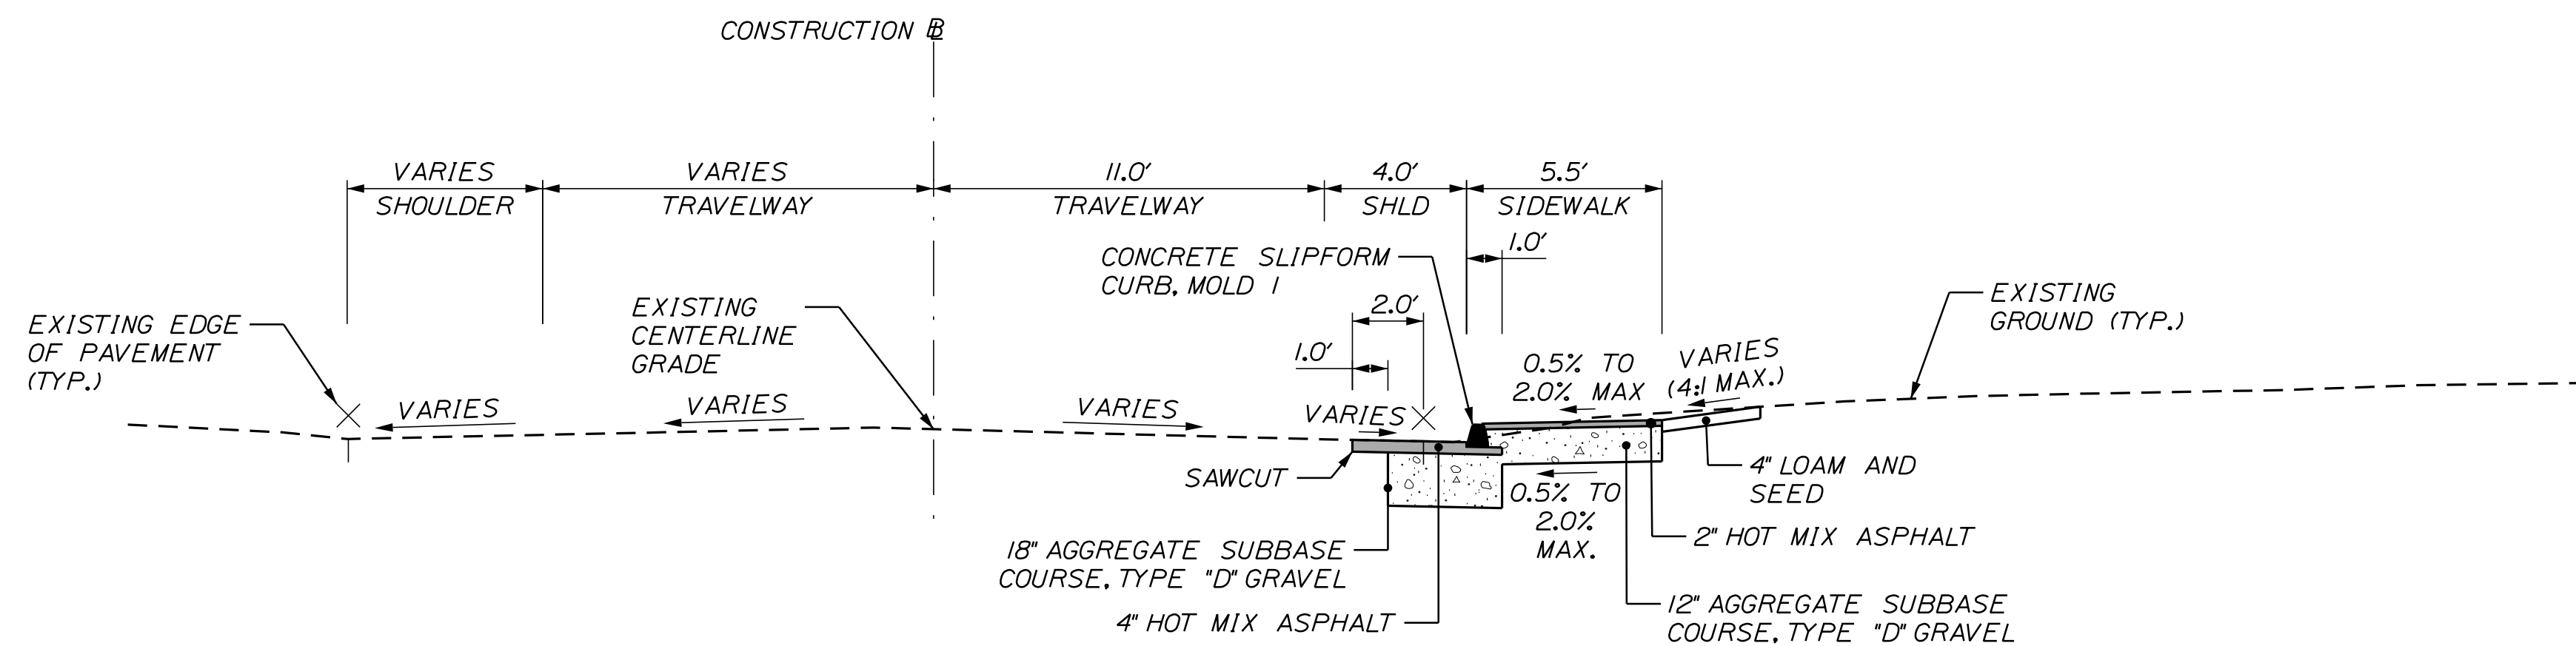 CONSTRUCTION B
VARIES
SHOULDER
VARIES
TRAVELWAY
11.0'
TRAVELWAY
4.0'
SHLD
5.5'
SIDEWALK
1.0'
CONCRETE SLIPFORM
CURB, MOLD 1
2.0'
1.0'
EXISTING EDGE
OF PAVEMENT
(TYP.)
EXISTING
CENTERLINE
GRADE
EXISTING
GROUND (TYP.)
VARIES
VARIES
VARIES
VARIES
0.5% TO
2.0% MAX
VARIES
(4:1 MAX.)
SAWCUT
0.5% TO
2.0%
MAX.
4" LOAM AND
SEED
2" HOT MIX ASPHALT
18" AGGREGATE SUBBASE
COURSE, TYPE "D" GRAVEL
4" HOT MIX ASPHALT
12" AGGREGATE SUBBASE
COURSE, TYPE "D" GRAVEL